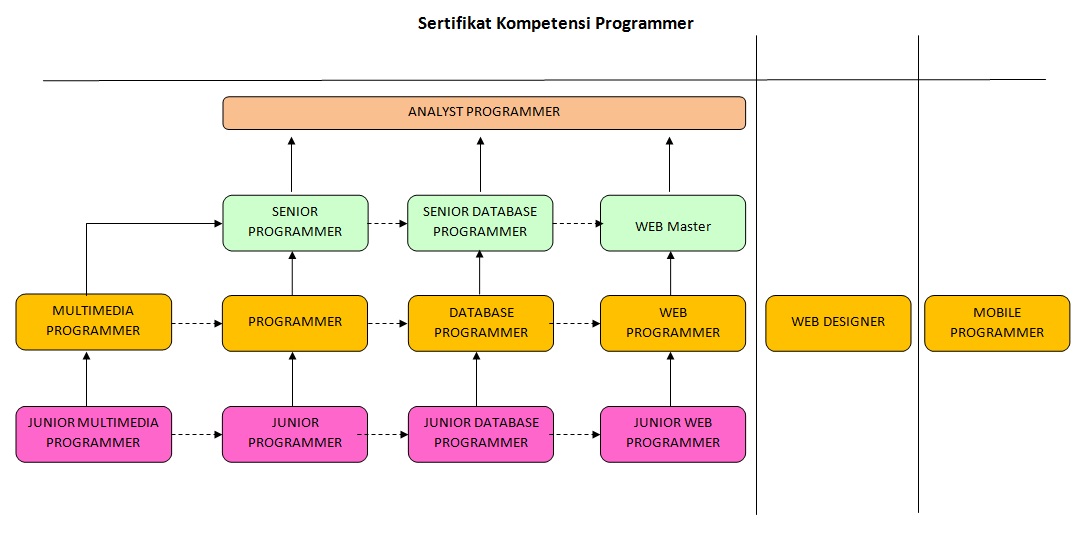 Sertifikat Kompetensi Programmer
ANALYST PROGRAMMER
SENIOR
PROGRAMMER
SENIOR DATABASE
PROGRAMMER
WEB Master
MULTIMEDIA
PROGRAMMER
PROGRAMMER
DATABASE
PROGRAMMER
WEB
PROGRAMMER
WEB DESIGNER
MOBILE
PROGRAMMER
JUNIOR MULTIMEDIA
PROGRAMMER
JUNIOR
PROGRAMMER
JUNIOR DATABASE
PROGRAMMER
JUNIOR WEB
PROGRAMMER